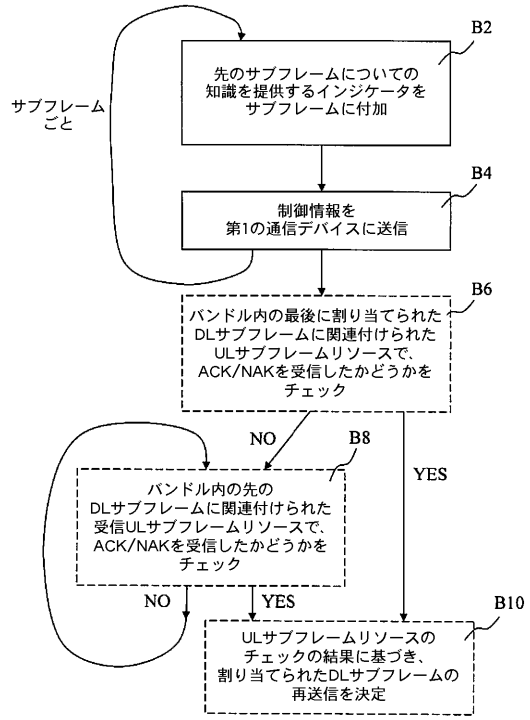 B2
先のサブフレームについての
知識を提供するインジケータを
サブフレームに付加
サブフレーム
ごと
B4
制御情報を
第1の通信デバイスに送信
B6
バンドル内の最後に割り当てられた
DLサブフレームに関連付けられた
ULサブフレームリソースで、
ACK/NAKを受信したかどうかを
チェック
NO
YES
B8
バンドル内の先の
DLサブフレームに関連付けられた
受信ULサブフレームリソースで、
ACK/NAKを受信したかどうかを
チェック
NO
YES
B10
ULサブフレームリソースの
チェックの結果に基づき、
割り当てられたDLサブフレームの
再送信を決定